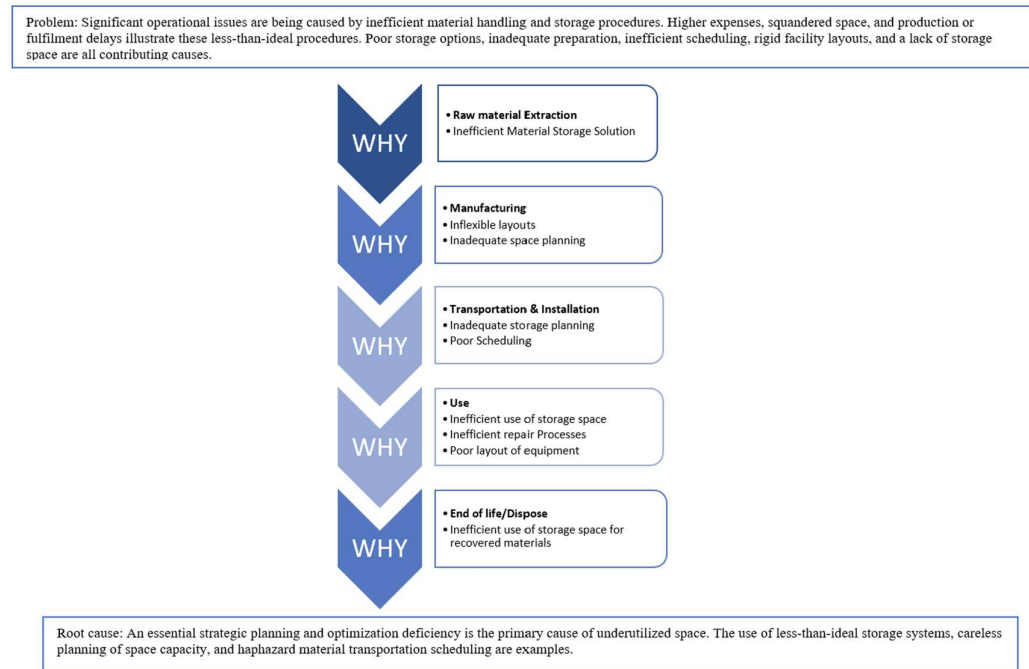 Problem: Significant operational issues are being caused by inefficient material handling and storage procedures. Higher expenses, squandered space, and production or
fulfilment delays illustrate these less-than-ideal procedures. Poor storage options, inadequate preparation, inefficient scheduling, rigid facility layouts, and a lack of storage
space are all contributing causes.
WHY
• Raw material Extraction
• Inefficient Material Storage Solution
WHY
• Manufacturing
• Inflexible layouts
• Inadequate space planning
WHY
• Transportation & Installation
• Inadequate storage planning
• Poor Scheduling
WHY
• Use
• Inefficient use of storage space
• Inefficient repair Processes
• Poor layout of equipment
WHY
• End of life/Dispose
• Inefficient use of storage space for
recovered materials
Root cause: An essential strategic planning and optimization deficiency is the primary cause of underutilized space. The use of less-than-ideal storage systems, careless
planning of space capacity, and haphazard material transportation scheduling are examples.